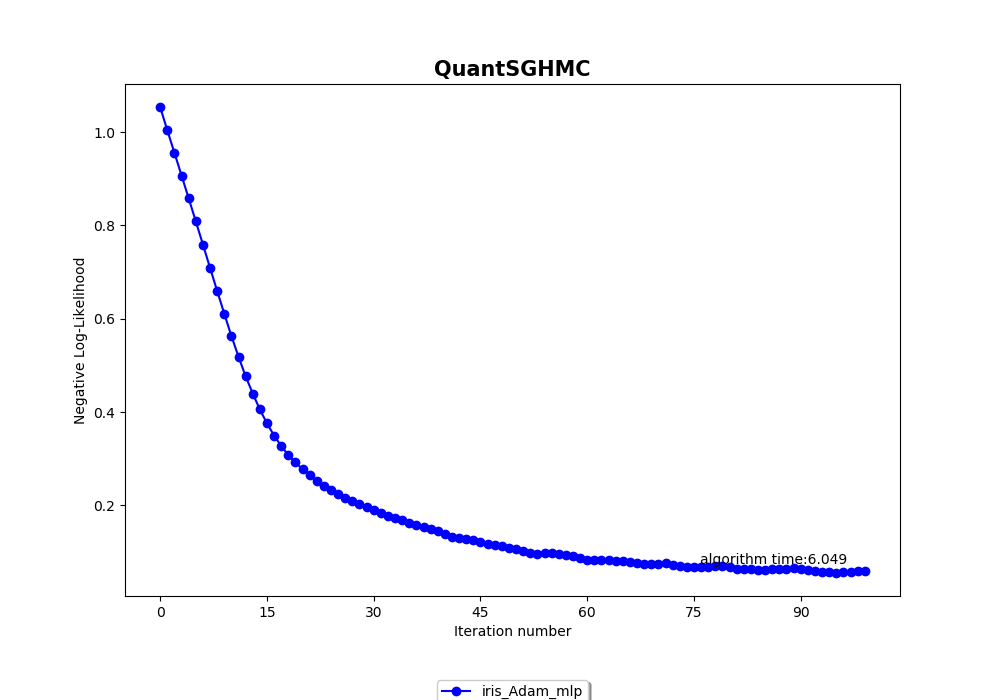 QuantSGHMC
1.0
0.8
0.6
0.4
0.2
Negative Log-Likelihood
algorithm time:6.049
0 15 30 45 60 75 90
Iteration number
iris_Adam_mlp